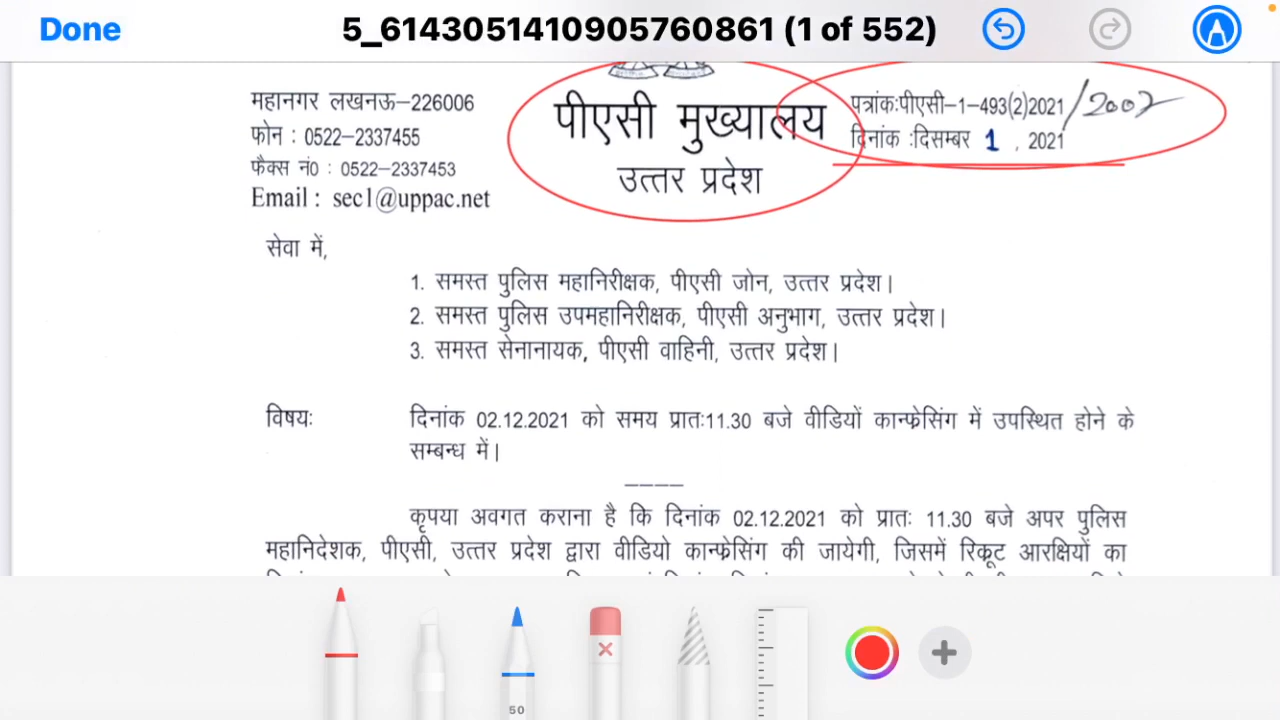 Done
5_6143051410905760861 (1 of 552)
महानगर लखनऊ-226006
फोन : 0522-2337455
फैक्स नं0 : 0522-2337453
Email : sec1@uppac.net
पीएसी मुख्यालय
उत्तर प्रदेश
पत्रांक:पीएसी-1-493(2)2021/2007
दिनांक :दिसम्बर 1 , 2021
सेवा में,
1. समस्त पुलिस महानिरीक्षक, पीएसी जोन, उत्तर प्रदेश।
2. समस्त पुलिस उपमहानिरीक्षक, पीएसी अनुभाग, उत्तर प्रदेश।
3. समस्त सेनानायक, पीएसी वाहिनी, उत्तर प्रदेश।
विषयः दिनांक 02.12.2021 को समय प्रातः11.30 बजे वीडियों कान्फ्रेसिंग में उपस्थित होने के
सम्बन्ध में।
कृपया अवगत कराना है कि दिनांक 02.12.2021 को प्रातः 11.30 बजे अपर पुलिस
महानिदेशक, पीएसी, उत्तर प्रदेश द्वारा वीडियो कान्फ्रेसिंग की जायेगी, जिसमें रिकूट आरक्षियों का
50